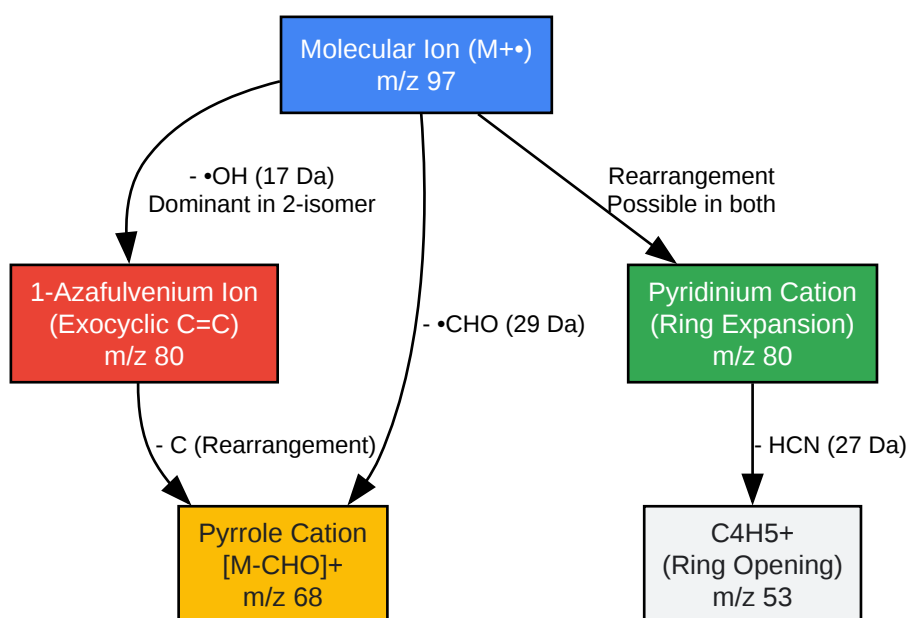 Molecular Ion (M+•)
m/z 97
- •OH (17 Da)
Dominant in 2-isomer
Rearrangement
Possible in both
1-Azafulvenium Ion
(Exocyclic C=C)
m/z 80
- •CHO (29 Da)
Pyridinium Cation
(Ring Expansion)
m/z 80
- C (Rearrangement)
- HCN (27 Da)
Pyrrole Cation
[M-CHO]+
m/z 68
C4H5+
(Ring Opening)
m/z 53